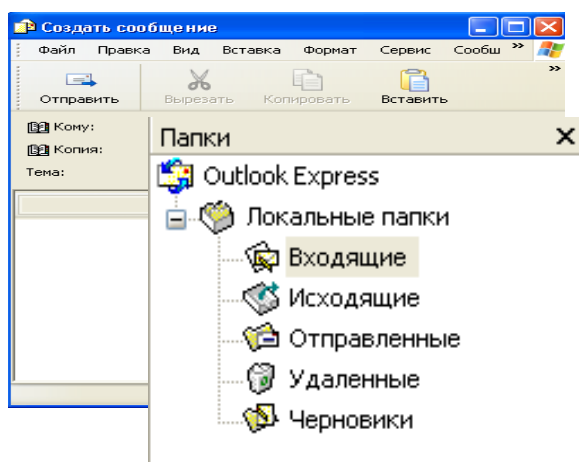 Создать сообщение
Файл Правка Вид Вставка Формат Сервис Сообщ »
Отправить Вырезать Копировать Вставить »
Кому:
Копия:
Тема:
Папки
Outlook Express
Локальные папки
Входящие
Исходящие
Отправленные
Удаленные
Черновики